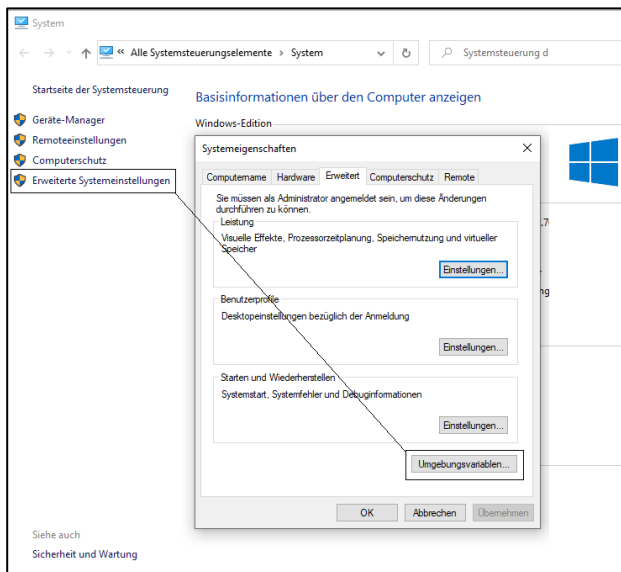 System
« Alle Systemsteuerungselemente › System
Systemsteuerung d
Startseite der Systemsteuerung
Geräte-Manager
Remoteeinstellungen
Computerschutz
Erweiterte Systemeinstellungen
Basisinformationen über den Computer anzeigen
Windows-Edition
Systemeigenschaften
Computername Hardware Erweitert Computerschutz Remote
Sie müssen als Administrator angemeldet sein, um diese Änderungen
durchführen zu können.
Leistung
Visuelle Effekte, Prozessorzeitplanung, Speichernutzung und virtueller
Speicher
Einstellungen...
Benutzerprofile
Desktopeinstellungen bezüglich der Anmeldung
Einstellungen...
Starten und Wiederherstellen
Systemstart, Systemfehler und Debuginformationen
Einstellungen...
Umgebungsvariablen...
OK Abbrechen Übernehmen
ng
Siehe auch
Sicherheit und Wartung